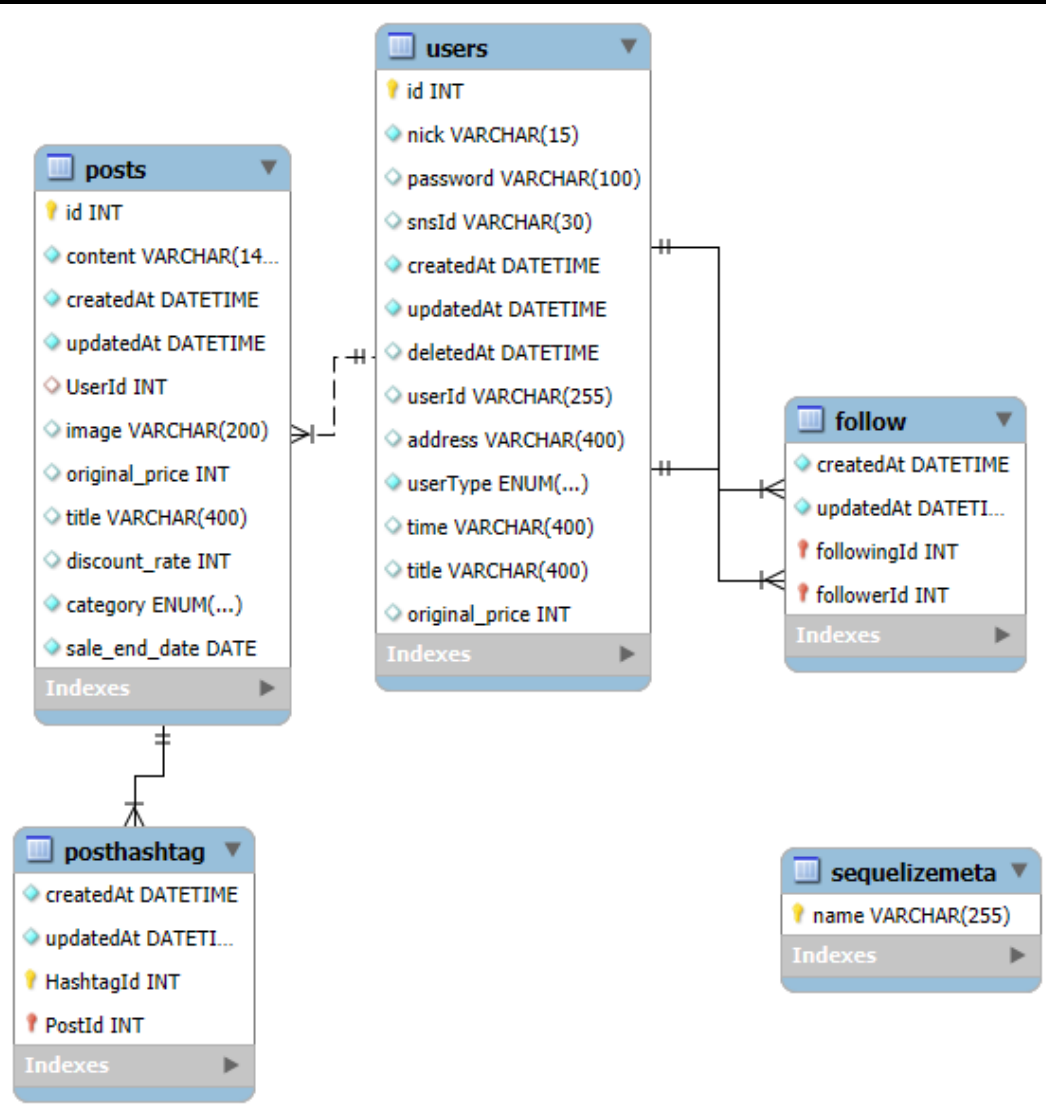 users
id INT
nick VARCHAR(15)
password VARCHAR(100)
snsId VARCHAR(30)
createdAt DATETIME
updatedAt DATETIME
deletedAt DATETIME
userId VARCHAR(255)
address VARCHAR(400)
userType ENUM(...)
time VARCHAR(400)
title VARCHAR(400)
original_price INT
Indexes
posts
id INT
content VARCHAR(14...
createdAt DATETIME
updatedAt DATETIME
UserId INT
image VARCHAR(200)
original_price INT
title VARCHAR(400)
discount_rate INT
category ENUM(...)
sale_end_date DATE
Indexes
follow
createdAt DATETIME
updatedAt DATETI...
followingId INT
followerId INT
Indexes
posthashtag
createdAt DATETIME
updatedAt DATETI...
HashtagId INT
PostId INT
Indexes
sequelizemeta
name VARCHAR(255)
Indexes